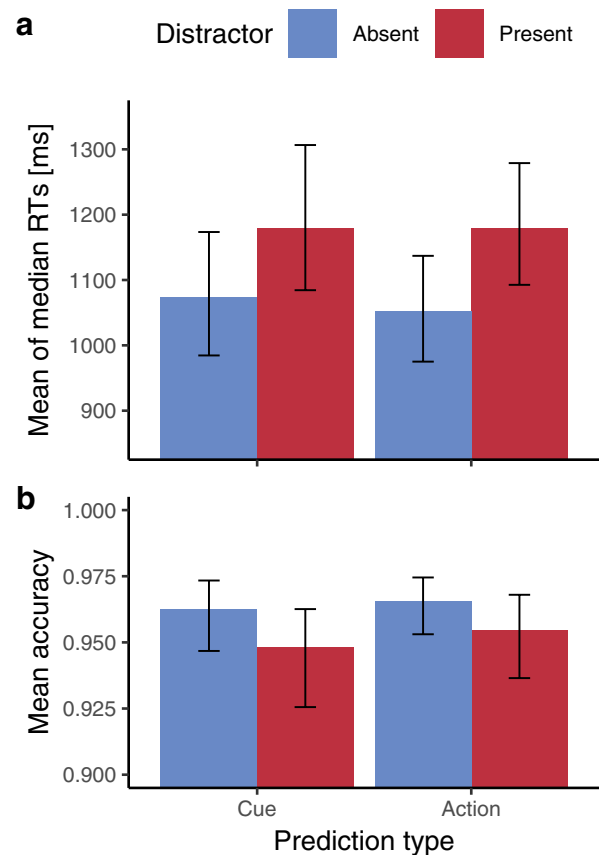 a
Distractor Absent Present
Mean of median RTs [ms]
1300
1200
1100
1000
900
b
Mean accuracy
1.000
0.975
0.950
0.925
0.900
Cue Action
Prediction type